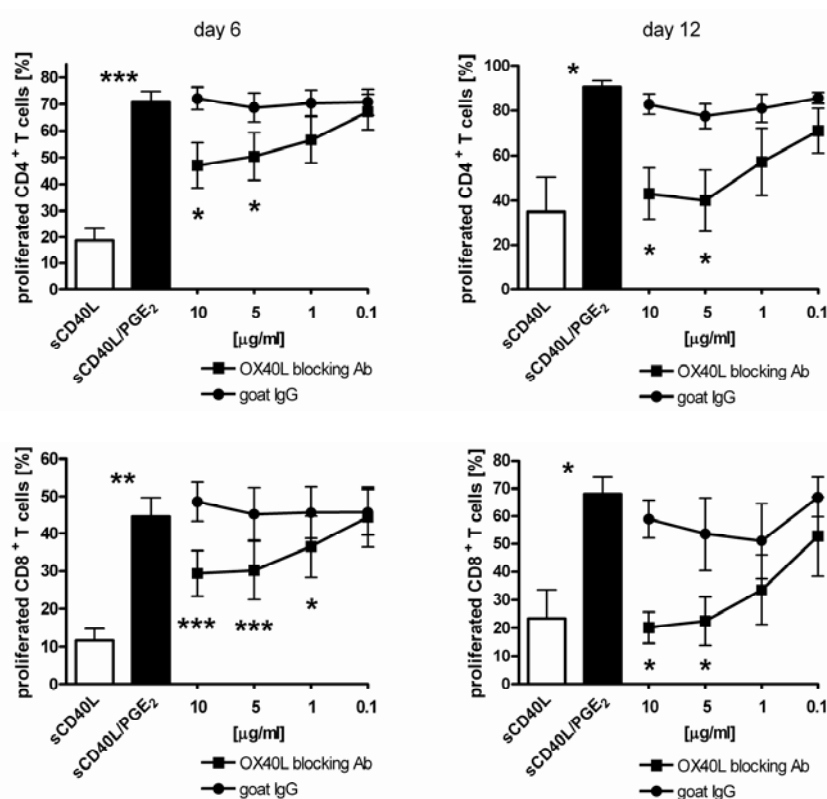 day 6
proliferated CD4⁺ T cells [%]
80
70
60
50
40
30
20
10
0
***
*
*
sCD40L
sCD40L/PGE₂
10
5
1
0.1
[µg/ml]
OX40L blocking Ab
goat IgG
day 12
proliferated CD4⁺ T cells [%]
100
80
60
40
20
0
*
*
*
sCD40L
sCD40L/PGE₂
10
5
1
0.1
[µg/ml]
OX40L blocking Ab
goat IgG
proliferated CD8⁺ T cells [%]
60
50
40
30
20
10
0
**
***
***
*
sCD40L
sCD40L/PGE₂
10
5
1
0.1
[µg/ml]
OX40L blocking Ab
goat IgG
proliferated CD8⁺ T cells [%]
80
70
60
50
40
30
20
10
0
*
*
*
sCD40L
sCD40L/PGE₂
10
5
1
0.1
[µg/ml]
OX40L blocking Ab
goat IgG